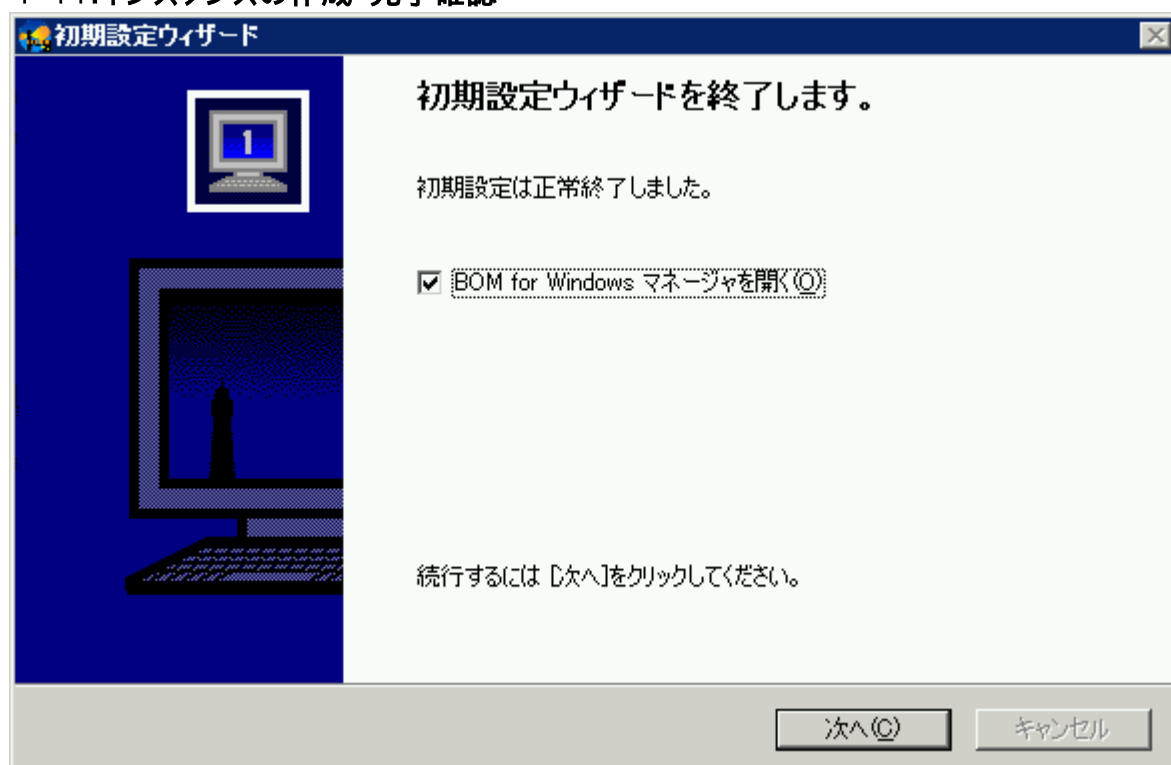 初期設定ウィザード
初期設定ウィザードを終了します。
1
初期設定は正常終了しました。
BOM for Windows マネージャを開く(O)
続行するには [次へ]をクリックしてください。
次へ(C)
キャンセル